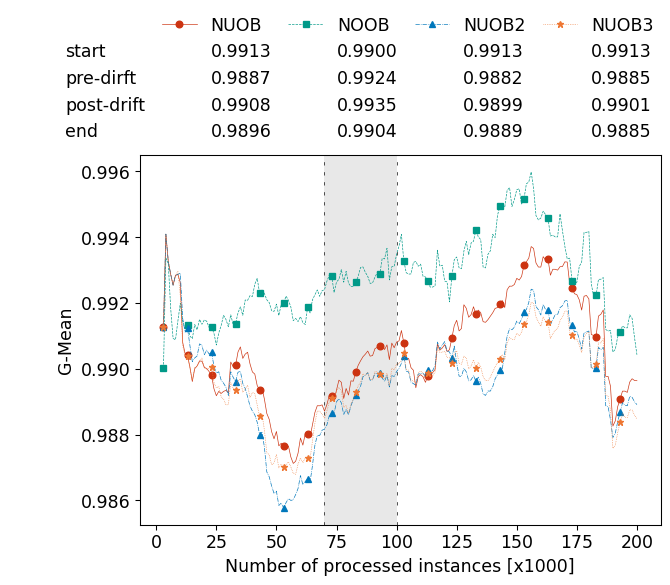 NUOB NOOB NUOB2 NUOB3
start 0.9913 0.9900 0.9913 0.9913
pre-dirft 0.9887 0.9924 0.9882 0.9885
post-drift 0.9908 0.9935 0.9899 0.9901
end 0.9896 0.9904 0.9889 0.9885
0.996
0.994
0.992
0.990
0.988
0.986
G-Mean
0 25 50 75 100 125 150 175 200
Number of processed instances [x1000]